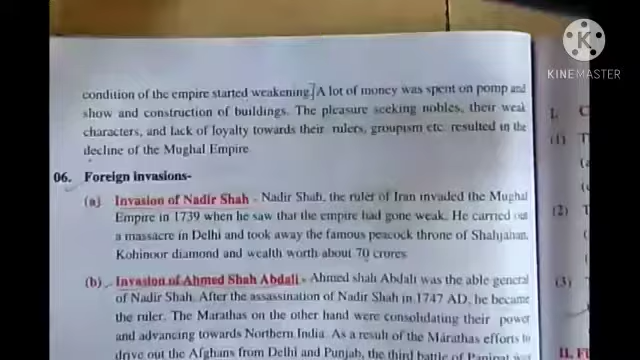 KINEMASTER
condition of the empire started weakening. A lot of money was spent on pomp and
show and construction of buildings. The pleasure seeking nobles, their weak
characters, and lack of loyalty towards their rulers, groupism etc. resulted in the
decline of the Mughal Empire
06. Foreign invasions-
(a) Invasion of Nadir Shah - Nadir Shah, the ruler of Iran invaded the Mughal
Empire in 1739 when he saw that the empire had gone weak. He carried out
a massacre in Delhi and took away the famous peacock throne of Shahjahan,
Kohinoor diamond and wealth worth about 70 crores
(b) Invasion of Ahmed Shah Abdali - Ahmed shah Abdali was the able general
of Nadir Shah. After the assassination of Nadir Shah in 1747 AD, he became
the ruler. The Marathas on the other hand were consolidating their power
and advancing towards Northern India. As a result of the Marathas efforts to
drive out the Afghans from Delhi and Punjab, the third battle of Panipat was
I. C
(1) T
(2) T
(3)
II. F